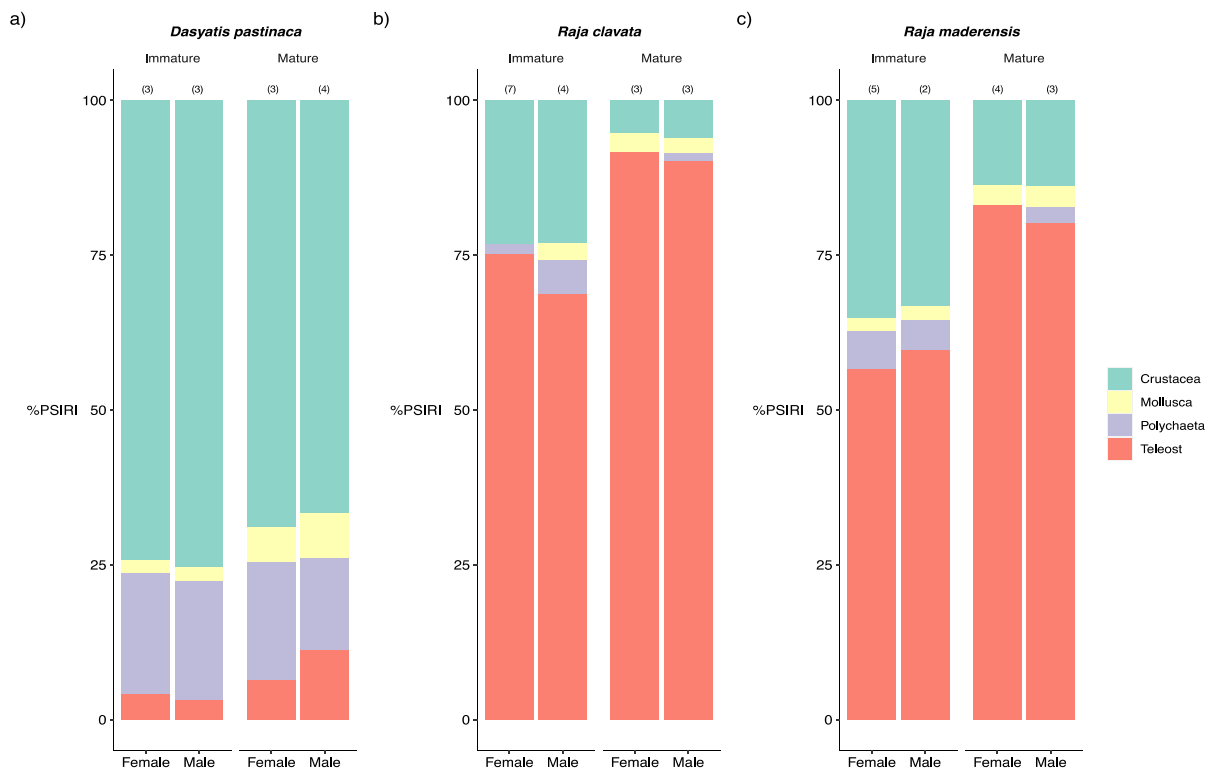 a)
Dasyatis pastinaca
Immature Mature
(3) (3) (3) (4)
100
75
%PSIRI 50
25
0
Female Male Female Male
b)
Raja clavata
Immature Mature
(7) (4) (3) (3)
100
75
%PSIRI 50
25
0
Female Male Female Male
c)
Raja maderensis
Immature Mature
(5) (2) (4) (3)
100
75
%PSIRI 50
25
0
Female Male Female Male
Crustacea
Mollusca
Polychaeta
Teleost